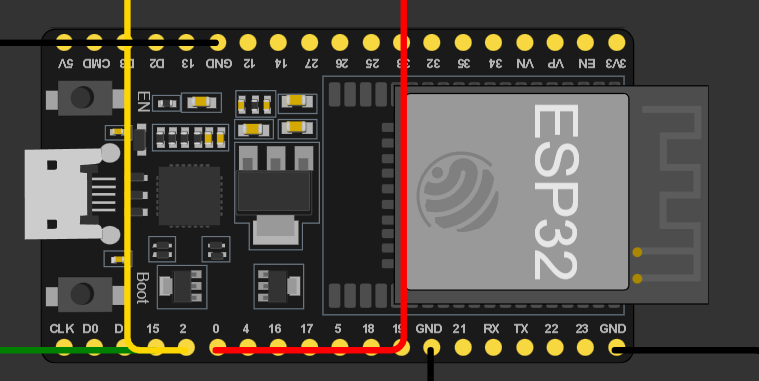 5V CMD D3 D2 13 GND 12 14 27 26 25 33 32 35 34 VN VP EN 3V3
EN
ESP32
Boot
CLK D0 D 15 2 0 4 16 17 5 18 19 GND 21 RX TX 22 23 GND